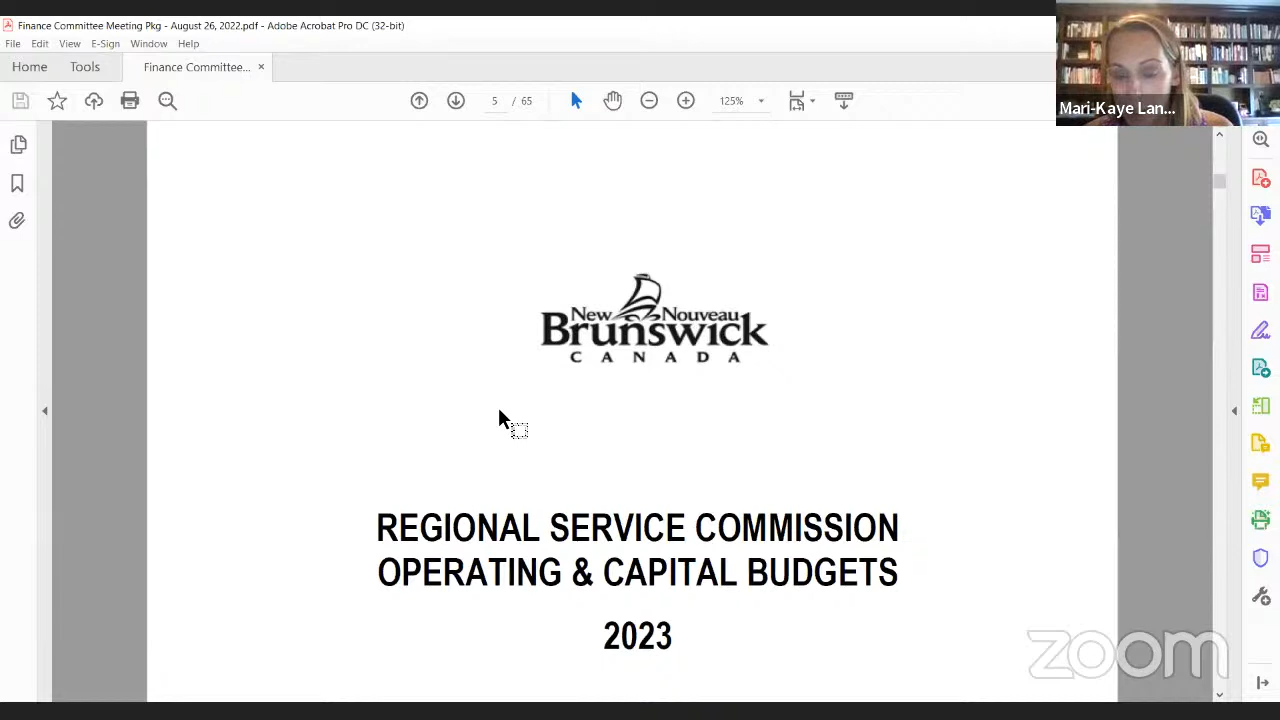 Finance Committee Meeting Pkg - August 26, 2022.pdf - Adobe Acrobat Pro DC (32-bit)
File Edit View E-Sign Window Help
Home Tools Finance Committee... ×
5 / 65 125%
Mari-Kaye Lan...
New Nouveau
Brunswick
CANADA
REGIONAL SERVICE COMMISSION
OPERATING & CAPITAL BUDGETS
2023
zoom